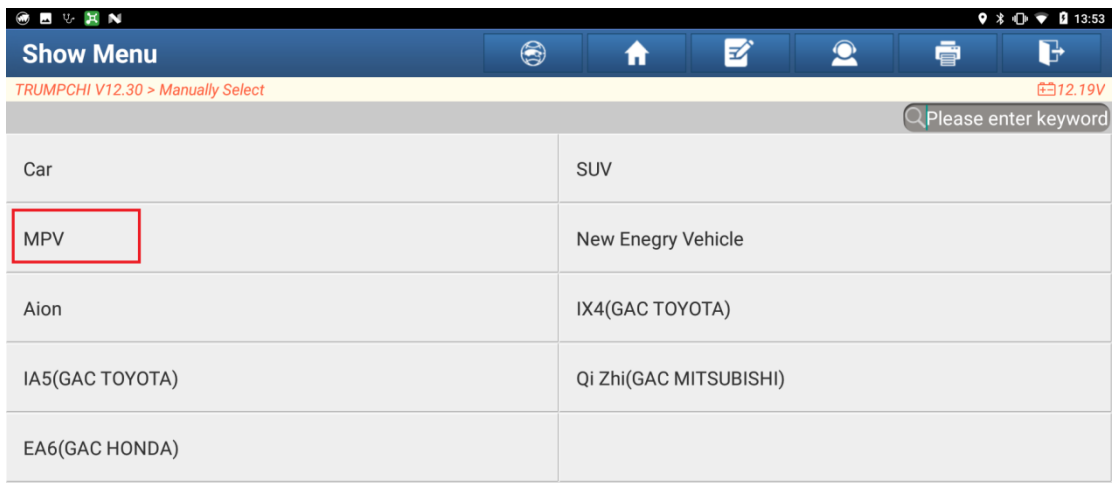 13:53
Show Menu
TRUMPCHI V12.30 > Manually Select
12.19V
Please enter keyword
Car
SUV
MPV
New Enegry Vehicle
Aion
IX4(GAC TOYOTA)
IA5(GAC TOYOTA)
Qi Zhi(GAC MITSUBISHI)
EA6(GAC HONDA)